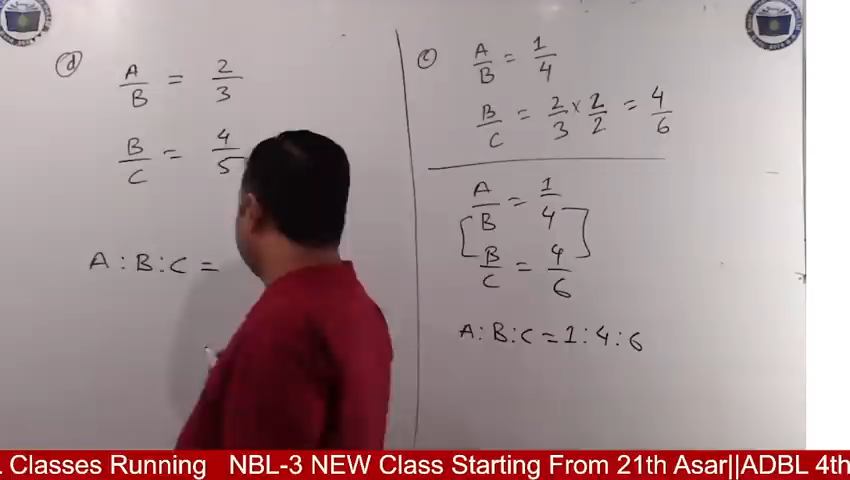 (d) A/B = 2/3
B/C = 4/5
A : B : C =
(c) A/B = 1/4
B/C = 2/3 × 2/2 = 4/6
A/B = 1/4
B/C = 4/6
A : B : C = 1 : 4 : 6
Classes Running NBL-3 NEW Class Starting From 21th Asar||ADBL 4th